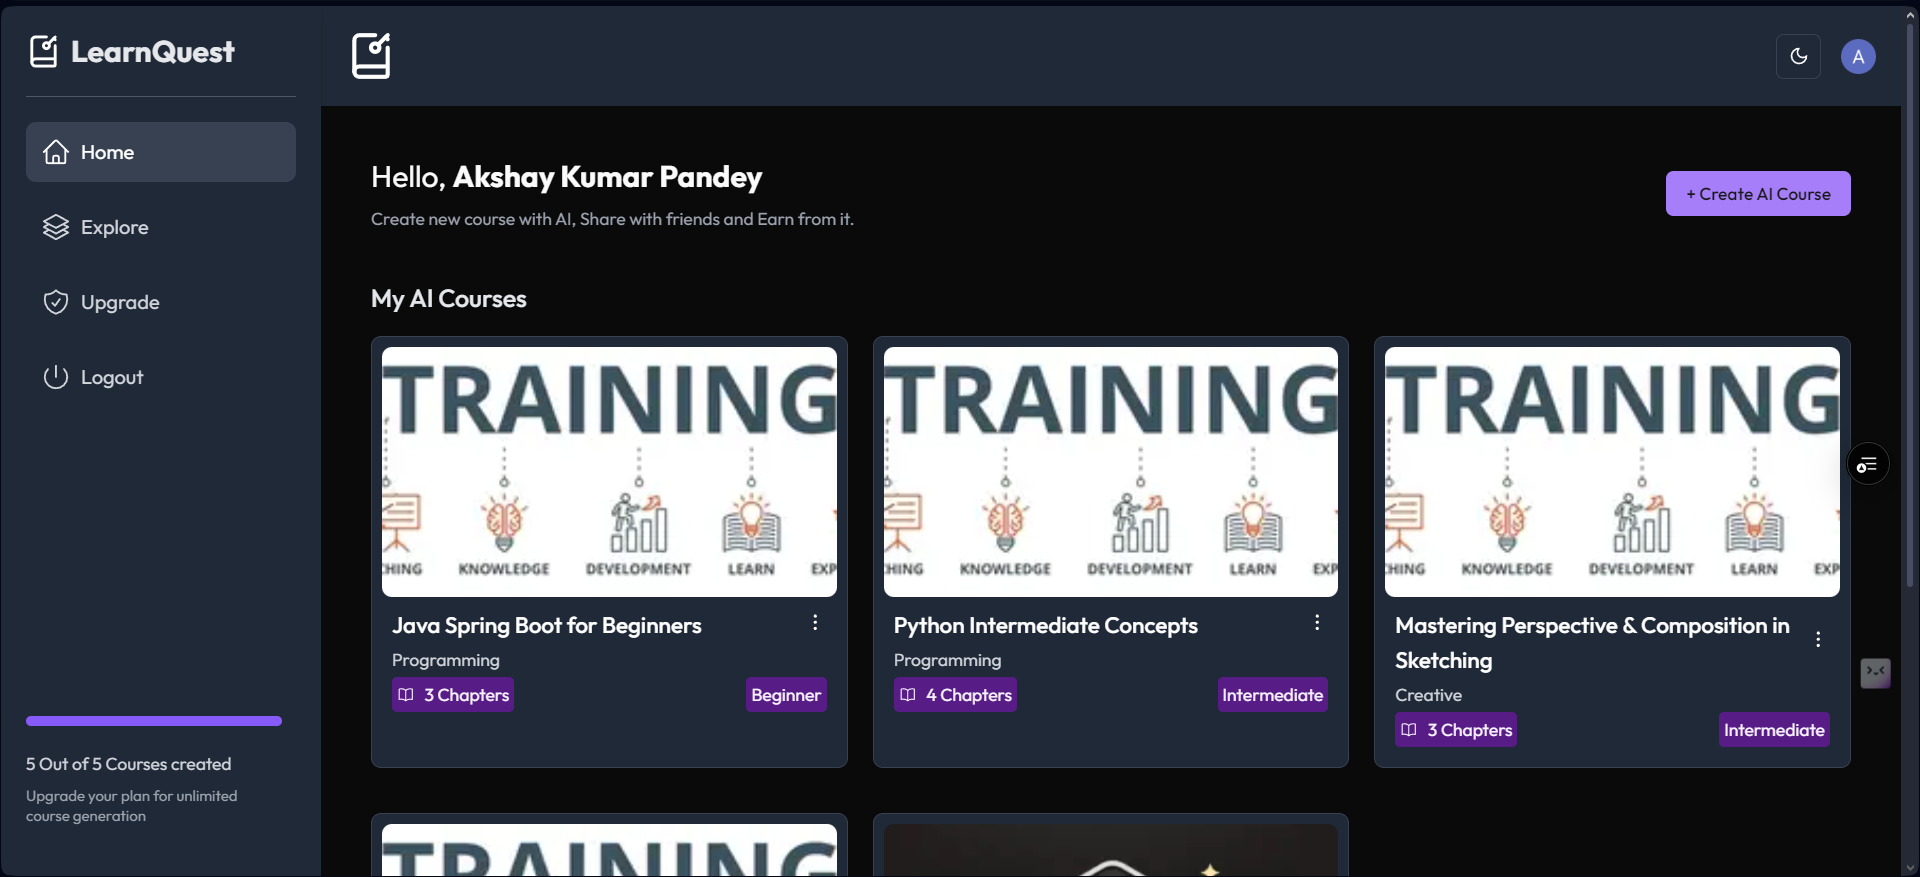 LearnQuest
Home
Explore
Upgrade
Logout
5 Out of 5 Courses created
Upgrade your plan for unlimited
course generation
A
Hello, Akshay Kumar Pandey
Create new course with AI, Share with friends and Earn from it.
+ Create AI Course
My AI Courses
TRAINING
CHING KNOWLEDGE DEVELOPMENT LEARN EXP
Java Spring Boot for Beginners
Programming
3 Chapters
Beginner
TRAINING
HING KNOWLEDGE DEVELOPMENT LEARN EXP
Python Intermediate Concepts
Programming
4 Chapters
Intermediate
TRAINING
CHING KNOWLEDGE DEVELOPMENT LEARN EXP
Mastering Perspective & Composition in
Sketching
Creative
3 Chapters
Intermediate
TRAINING